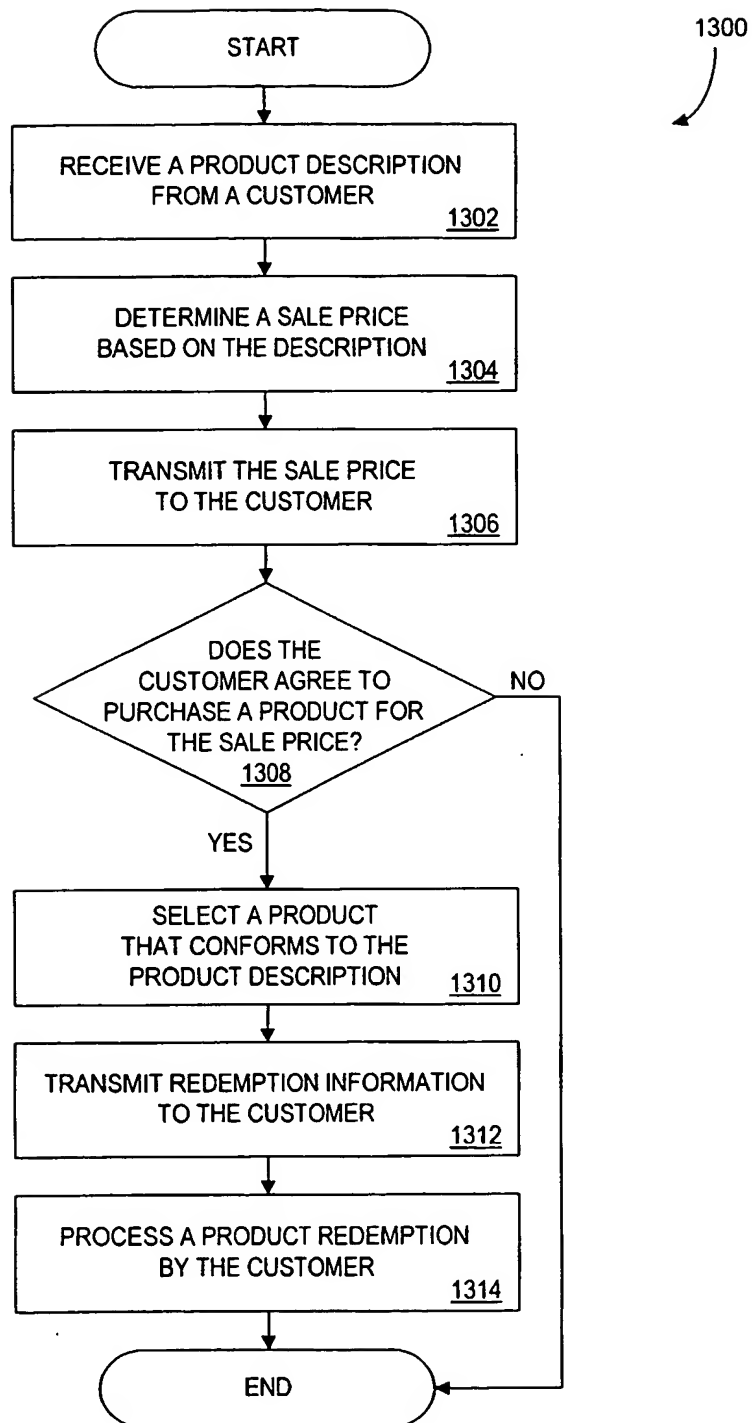 START
1300
RECEIVE A PRODUCT DESCRIPTION
FROM A CUSTOMER
1302
DETERMINE A SALE PRICE
BASED ON THE DESCRIPTION
1304
TRANSMIT THE SALE PRICE
TO THE CUSTOMER
1306
DOES THE
CUSTOMER AGREE TO
PURCHASE A PRODUCT FOR
THE SALE PRICE?
1308
NO
YES
SELECT A PRODUCT
THAT CONFORMS TO THE
PRODUCT DESCRIPTION
1310
TRANSMIT REDEMPTION INFORMATION
TO THE CUSTOMER
1312
PROCESS A PRODUCT REDEMPTION
BY THE CUSTOMER
1314
END